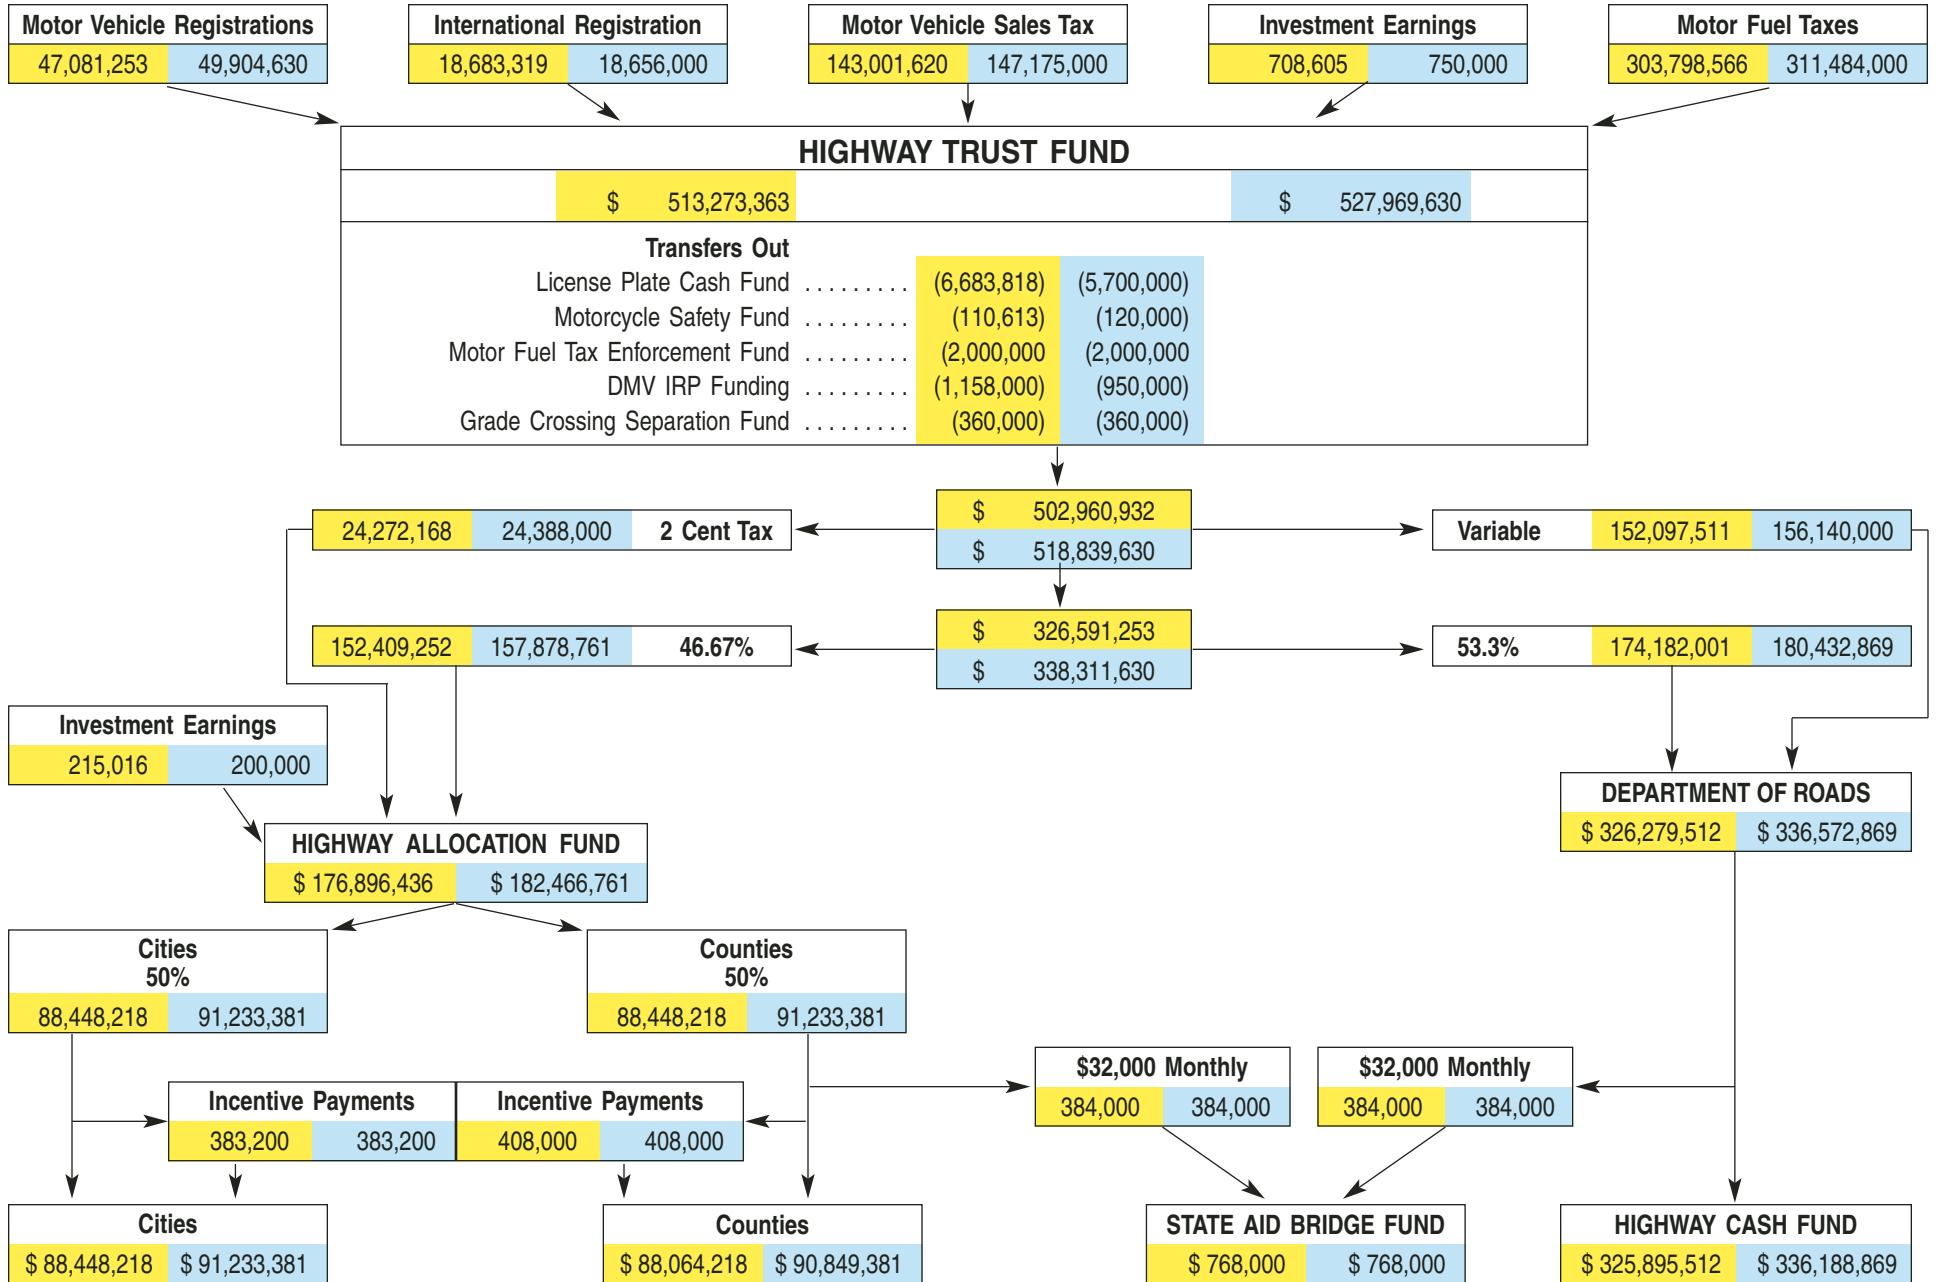 Motor Vehicle Registrations
47,081,253 49,904,630
International Registration
18,683,319 18,656,000
Motor Vehicle Sales Tax
143,001,620 147,175,000
Investment Earnings
708,605 750,000
Motor Fuel Taxes
303,798,566 311,484,000
HIGHWAY TRUST FUND
$ 513,273,363 $ 527,969,630
Transfers Out
License Plate Cash Fund ......... (6,683,818) (5,700,000)
Motorcycle Safety Fund ......... (110,613) (120,000)
Motor Fuel Tax Enforcement Fund ......... (2,000,000 (2,000,000
DMV IRP Funding ......... (1,158,000) (950,000)
Grade Crossing Separation Fund ......... (360,000) (360,000)
$ 502,960,932
$ 518,839,630
24,272,168 24,388,000 2 Cent Tax
Variable 152,097,511 156,140,000
$ 326,591,253
$ 338,311,630
152,409,252 157,878,761 46.67%
53.3% 174,182,001 180,432,869
Investment Earnings
215,016 200,000
DEPARTMENT OF ROADS
$ 326,279,512 $ 336,572,869
HIGHWAY ALLOCATION FUND
$ 176,896,436 $ 182,466,761
Cities
50%
88,448,218 91,233,381
Counties
50%
88,448,218 91,233,381
$32,000 Monthly
384,000 384,000
$32,000 Monthly
384,000 384,000
Incentive Payments
383,200 383,200
Incentive Payments
408,000 408,000
Cities
$ 88,448,218 $ 91,233,381
Counties
$ 88,064,218 $ 90,849,381
STATE AID BRIDGE FUND
$ 768,000 $ 768,000
HIGHWAY CASH FUND
$ 325,895,512 $ 336,188,869